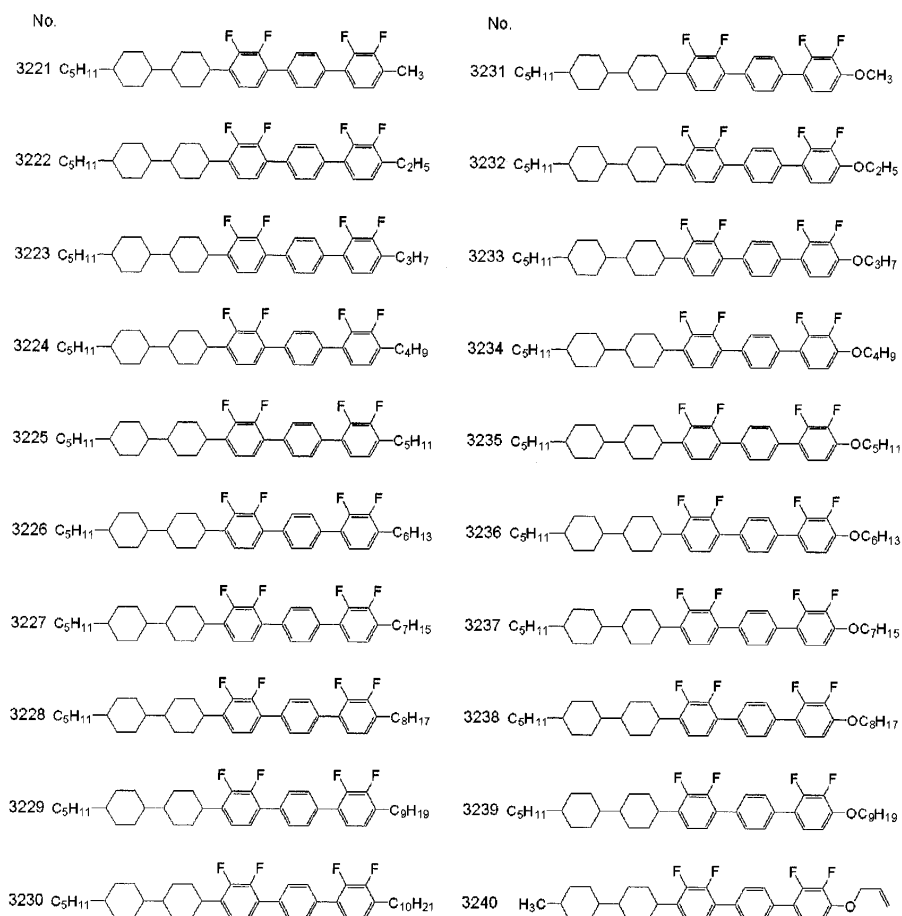 No.
F F
3221 C5H11 CH3
F F
3222 C5H11 C2H5
F F
3223 C5H11 C3H7
F F
3224 C5H11 C4H9
F F
3225 C5H11 C5H11
F F
3226 C5H11 C6H13
F F
3227 C5H11 C7H15
F F
3228 C5H11 C8H17
F F
3229 C5H11 C9H19
F F
3230 C5H11 C10H21
No.
F F
3231 C5H11 OCH3
F F
3232 C5H11 OC2H5
F F
3233 C5H11 OC3H7
F F
3234 C5H11 OC4H9
F F
3235 C5H11 OC5H11
F F
3236 C5H11 OC6H13
F F
3237 C5H11 OC7H15
F F
3238 C5H11 OC8H17
F F
3239 C5H11 OC9H19
F F
3240 H3C O